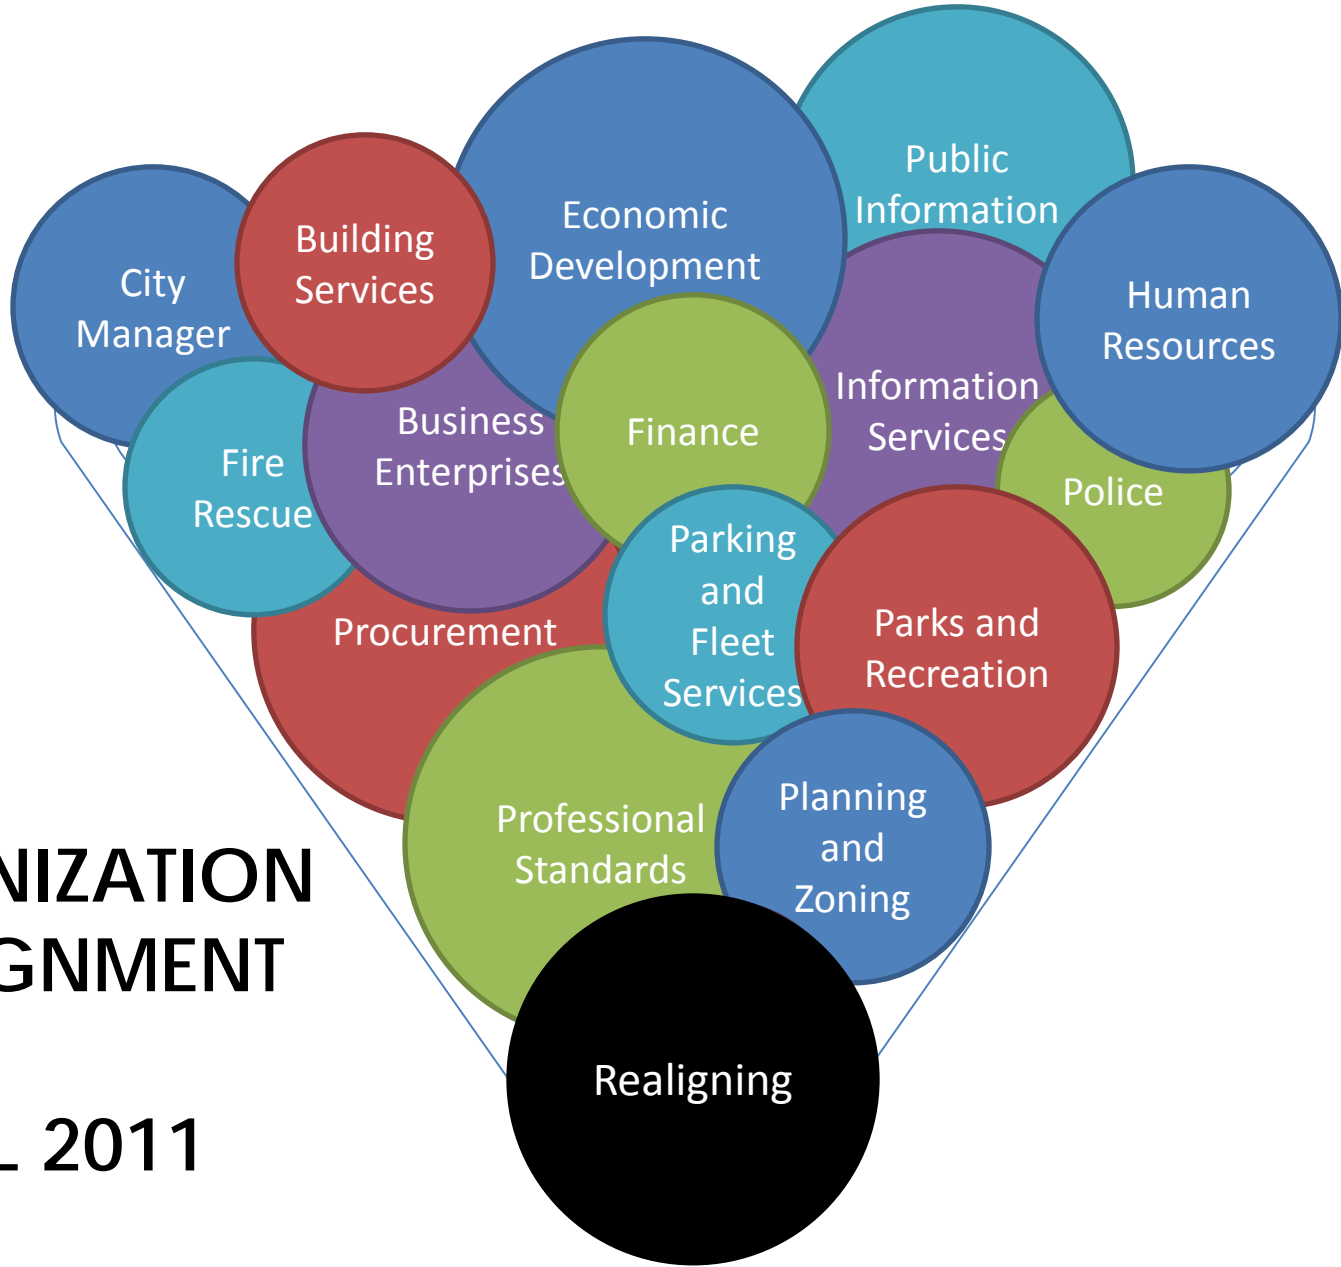 Public
Information
Economic
Development
Building
Services
City
Manager
Human
Resources
Information
Services
Business
Enterprises
Finance
Fire
Rescue
Police
Parking
and
Fleet
Services
Procurement
Parks and
Recreation
Professional
Standards
Planning
and
Zoning
NIZATION
GNMENT
Realigning
L 2011